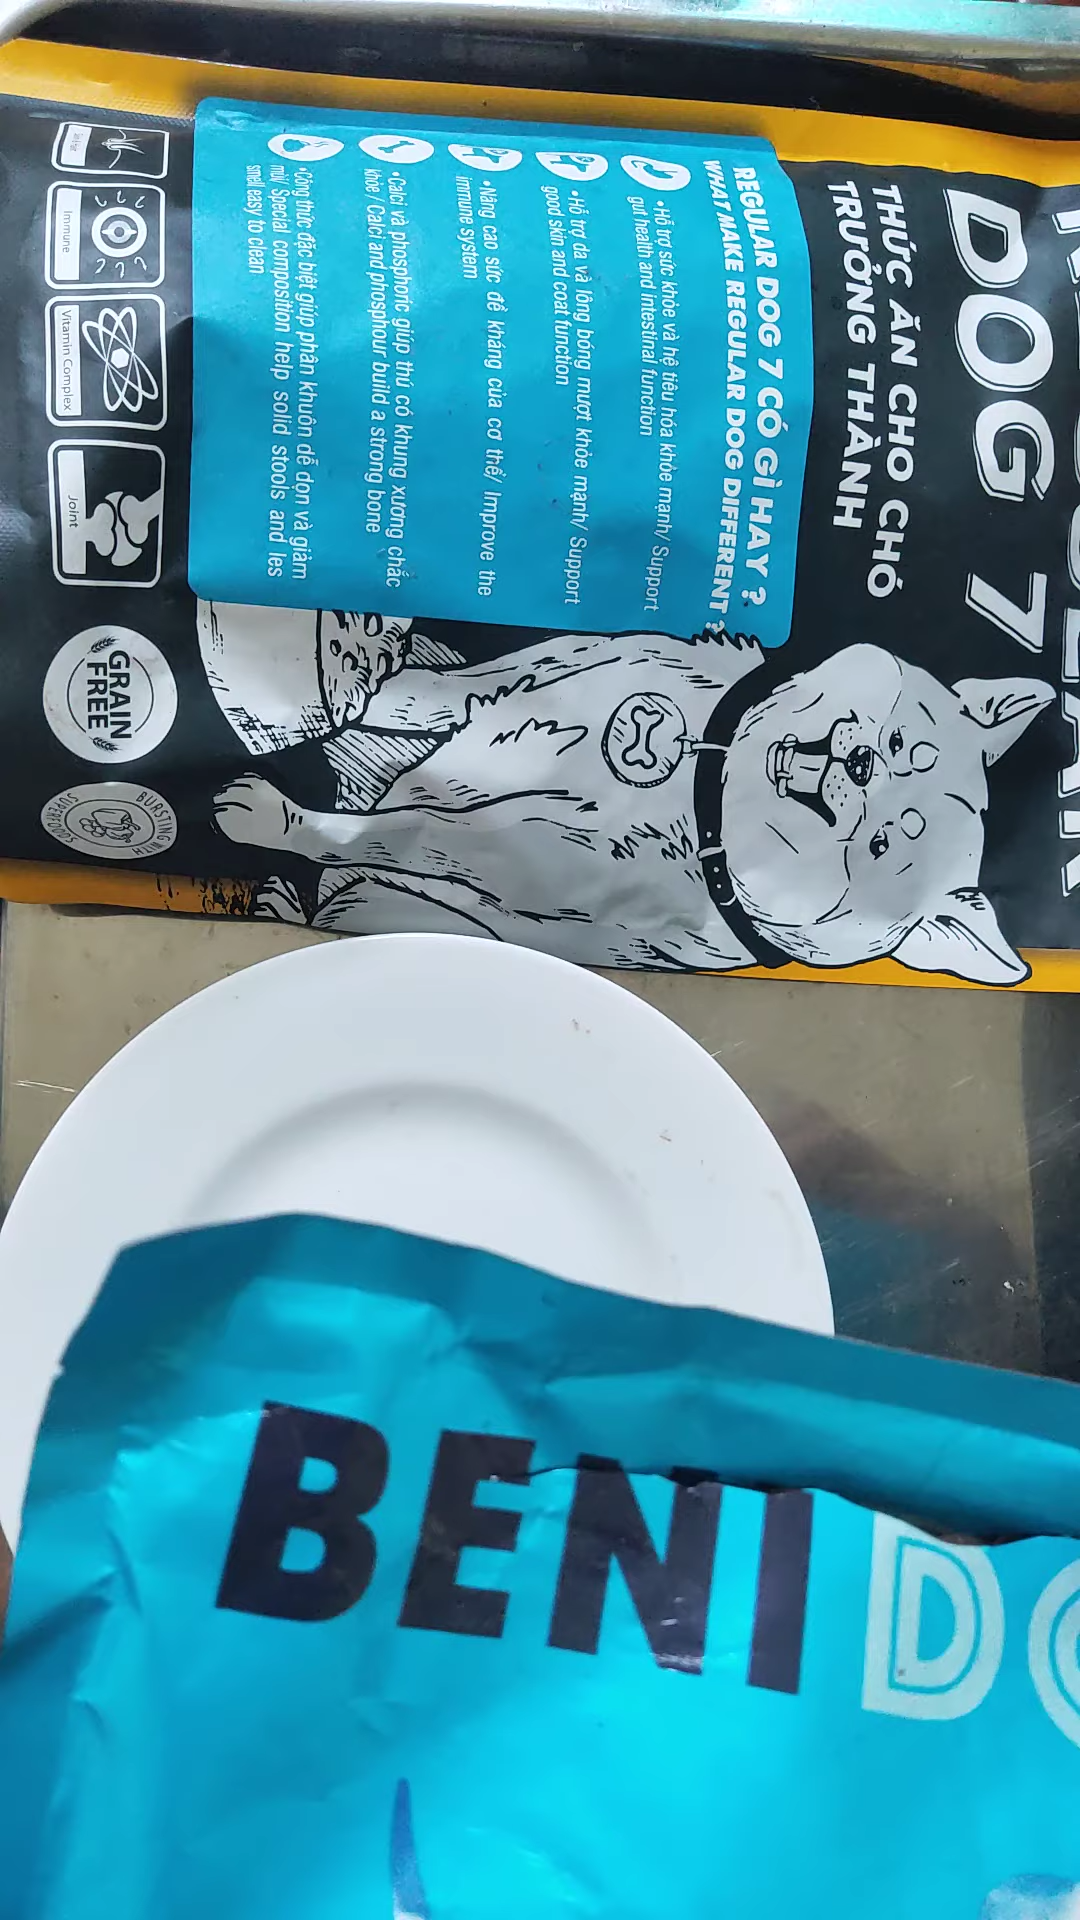 DOG 7
THỨC ĂN CHO CHÓ
TRƯỞNG THÀNH
REGULAR DOG 7 CÓ GÌ HAY ?
WHAT MAKE REGULAR DOG DIFFERENT ?
•Hỗ trợ sức khỏe và hệ tiêu hóa khỏe mạnh/ Support
gut health and intestinal function
•Hỗ trợ da và lông bóng mượt khỏe mạnh/ Support
good skin and coat function
•Nâng cao sức đề kháng của cơ thể/ Improve the
immune system
•Calci và phosphoric giúp thú có khung xương chắc
khỏe / Calci and phosphour build a strong bone
•Công thức đặc biệt giúp phân khuôn dễ dọn và giảm
mùi/ Special composition help solid stools and les
smell easy to clean
Immune
Vitamin Complex
Joint
GRAIN
FREE
BURSTING WITH
SUPERFOODS
BENI